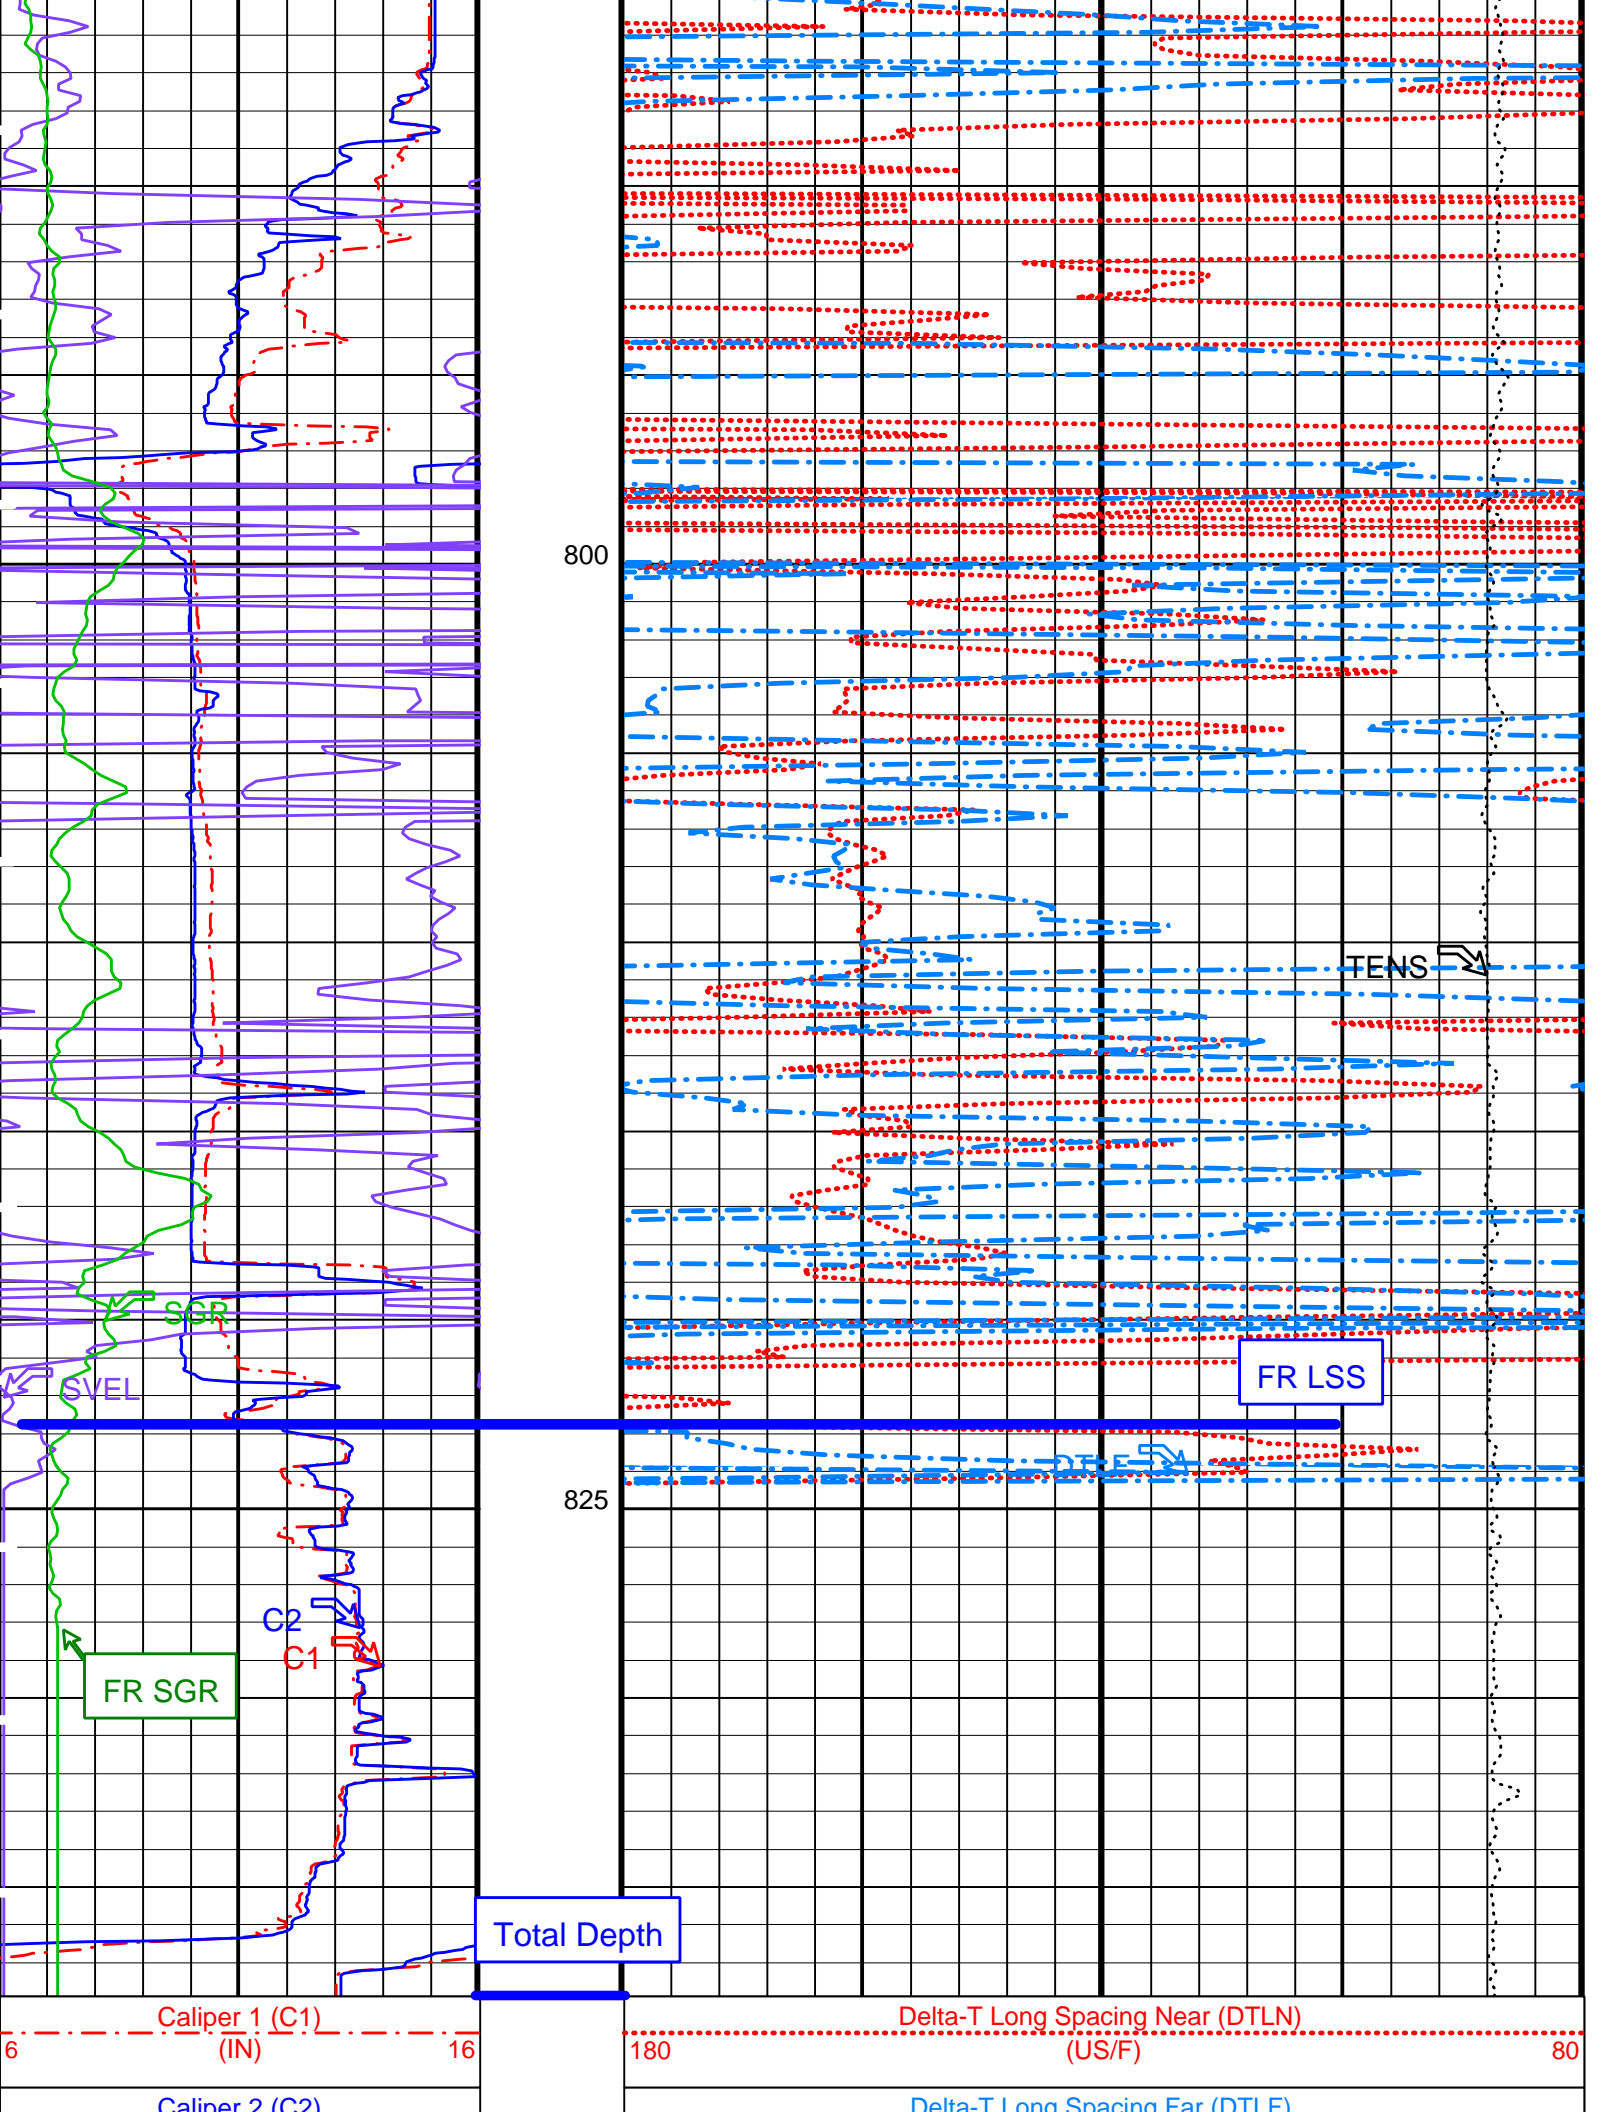 800
TENS
SGR
FR LSS
SVEL
DTLF
825
C2
C1
FR SGR
Total Depth
Caliper 1 (C1)
6 (IN) 16
Delta-T Long Spacing Near (DTLN)
180 (US/F) 80
Caliper 2 (C2)
Delta-T Long Spacing Far (DTLF)